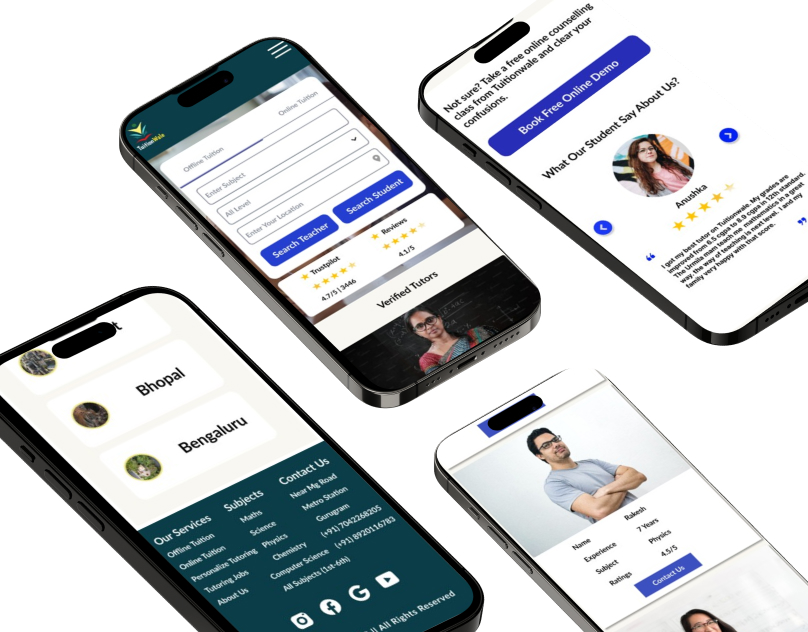 TuitionWale
Offline Tuition
Online Tuition
Enter Subject
All Level
Enter Your Location
Search Teacher
Search Student
Trustpilot
4.7/5 | 3446
Reviews
4.1/5
Verified Tutors
Not sure? Take a free online counselling
class from Tuitionwale and clear your
confusions.
Book Free Online Demo
What Our Student Say About Us?
Anushka
I got my best tutor on Tuitionwale. My grades are
improved from 6.5 cgpa to 8.9 cgpa in 12th standard.
The Urmila mam teach me mathematics in a great
way. the way of teaching is next level. I and my
family very happy with that score.
Bhopal
Bengaluru
Our Services
Offline Tuition
Online Tuition
Personalize Tutoring
Tutoring Jobs
About Us
Subjects
Maths
Science
Physics
Chemistry
Computer Science
All Subjects (1st-6th)
Contact Us
Near Mg Road
Metro Station
Gurugram
(+91) 7042268205
(+91) 8920116783
All Rights Reserved
Name
Rakesh
Experience
7 Years
Subject
Physics
Ratings
4.5/5
Contact Us